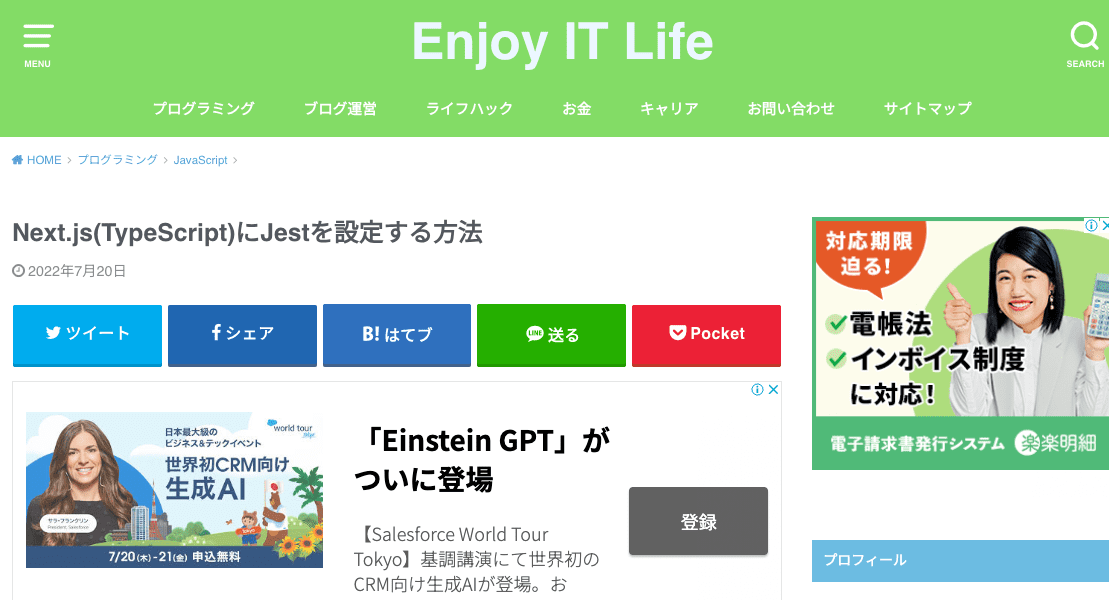 MENU
Enjoy IT Life
SEARCH
プログラミング ブログ運営 ライフハック お金 キャリア お問い合わせ サイトマップ
HOME > プログラミング > JavaScript >
Next.js(TypeScript)にJestを設定する方法
2022年7月20日
ツイート
シェア
B! はてブ
LINE 送る
Pocket
日本最大級の
ビジネス&テックイベント
world tour
世界初CRM向け
生成AI
サラ・フランクリン
President, Salesforce
7/20(木)-21(金) 申込無料
「Einstein GPT」が
ついに登場
【Salesforce World Tour
Tokyo】基調講演にて世界初の
CRM向け生成AIが登場。お
登録
対応期限
迫る!
電帳法
インボイス制度
に対応!
電子請求書発行システム 楽楽明細
プロフィール